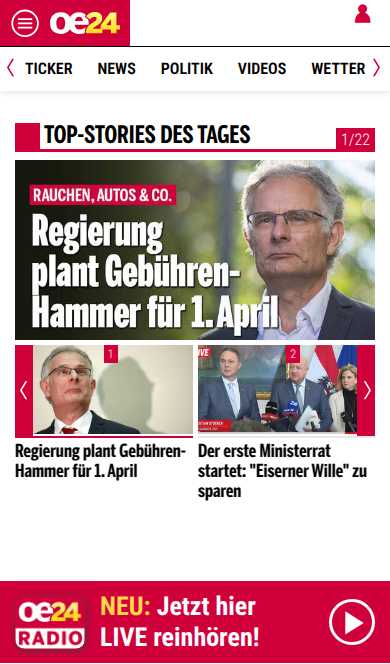 oe24
TICKER NEWS POLITIK VIDEOS WETTER
TOP-STORIES DES TAGES
1/22
RAUCHEN, AUTOS & CO.
Regierung
plant Gebühren-
Hammer für 1. April
1
LIVE
2
Regierung plant Gebühren-
Hammer für 1. April
Der erste Ministerrat
startet: "Eiserner Wille" zu
sparen
oe24
RADIO
NEU: Jetzt hier
LIVE reinhören!